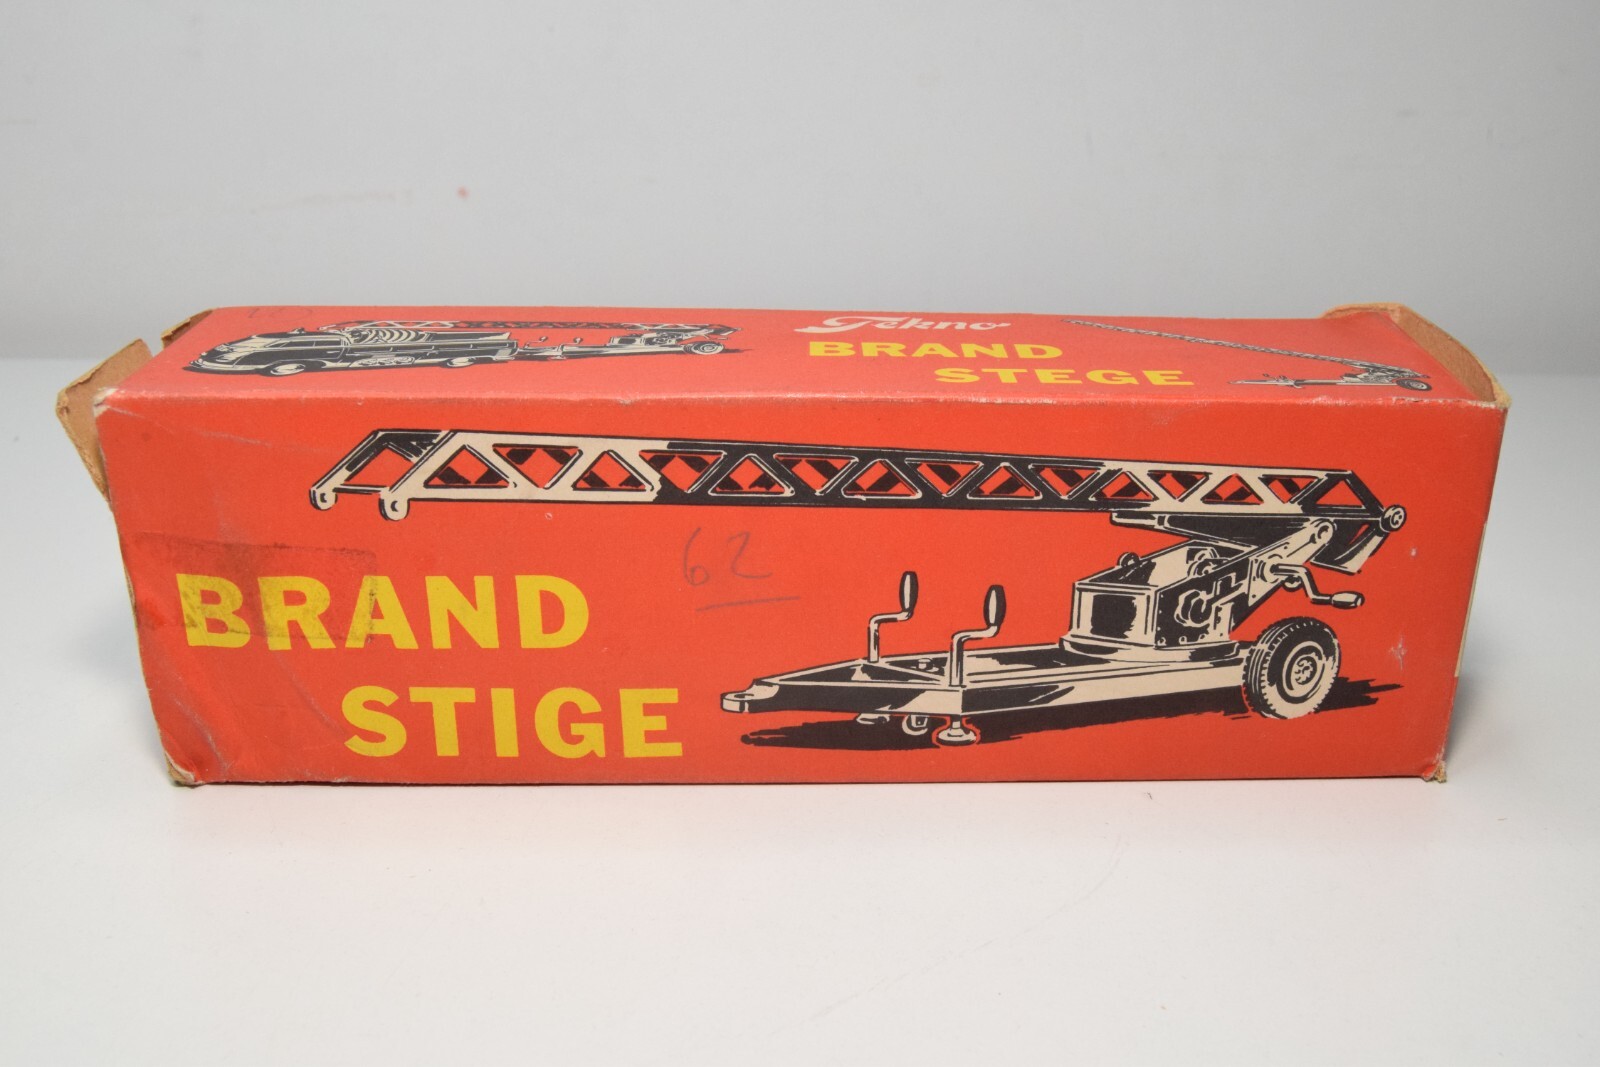 Tekno
BRAND
STEGE
62
BRAND
STIGE